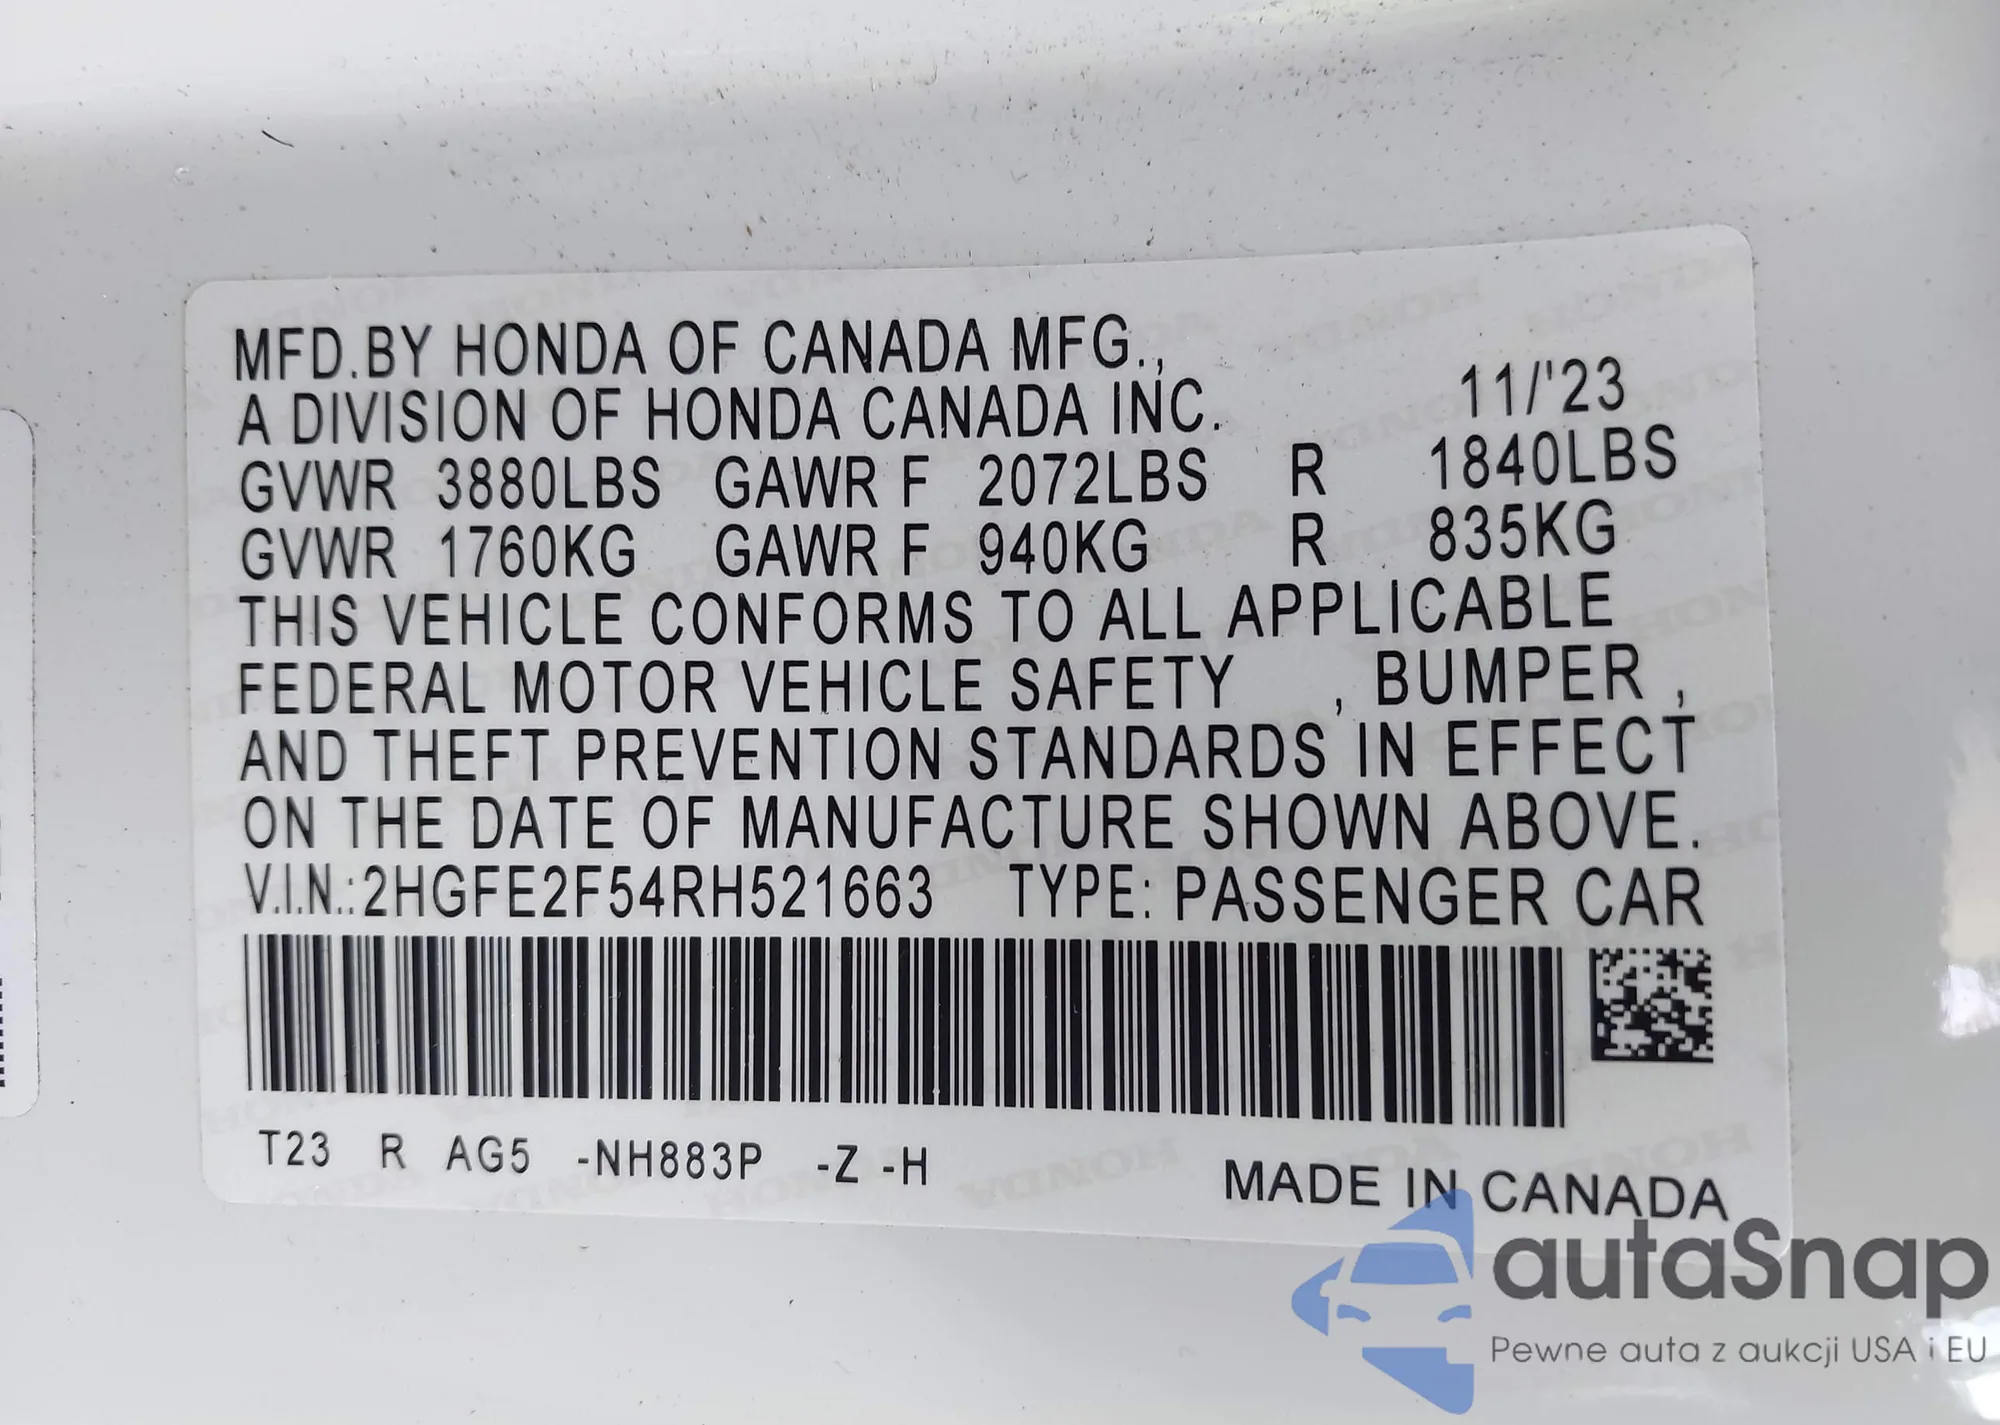 MFD.BY HONDA OF CANADA MFG.,
A DIVISION OF HONDA CANADA INC. 11/'23
GVWR 3880LBS GAWR F 2072LBS R 1840LBS
GVWR 1760KG GAWR F 940KG R 835KG
THIS VEHICLE CONFORMS TO ALL APPLICABLE
FEDERAL MOTOR VEHICLE SAFETY , BUMPER ,
AND THEFT PREVENTION STANDARDS IN EFFECT
ON THE DATE OF MANUFACTURE SHOWN ABOVE.
V.I.N.:2HGFE2F54RH521663 TYPE: PASSENGER CAR
T23 R AG5 -NH883P -Z -H
MADE IN CANADA
autaSnap
Pewne auta z aukcji USA i EU